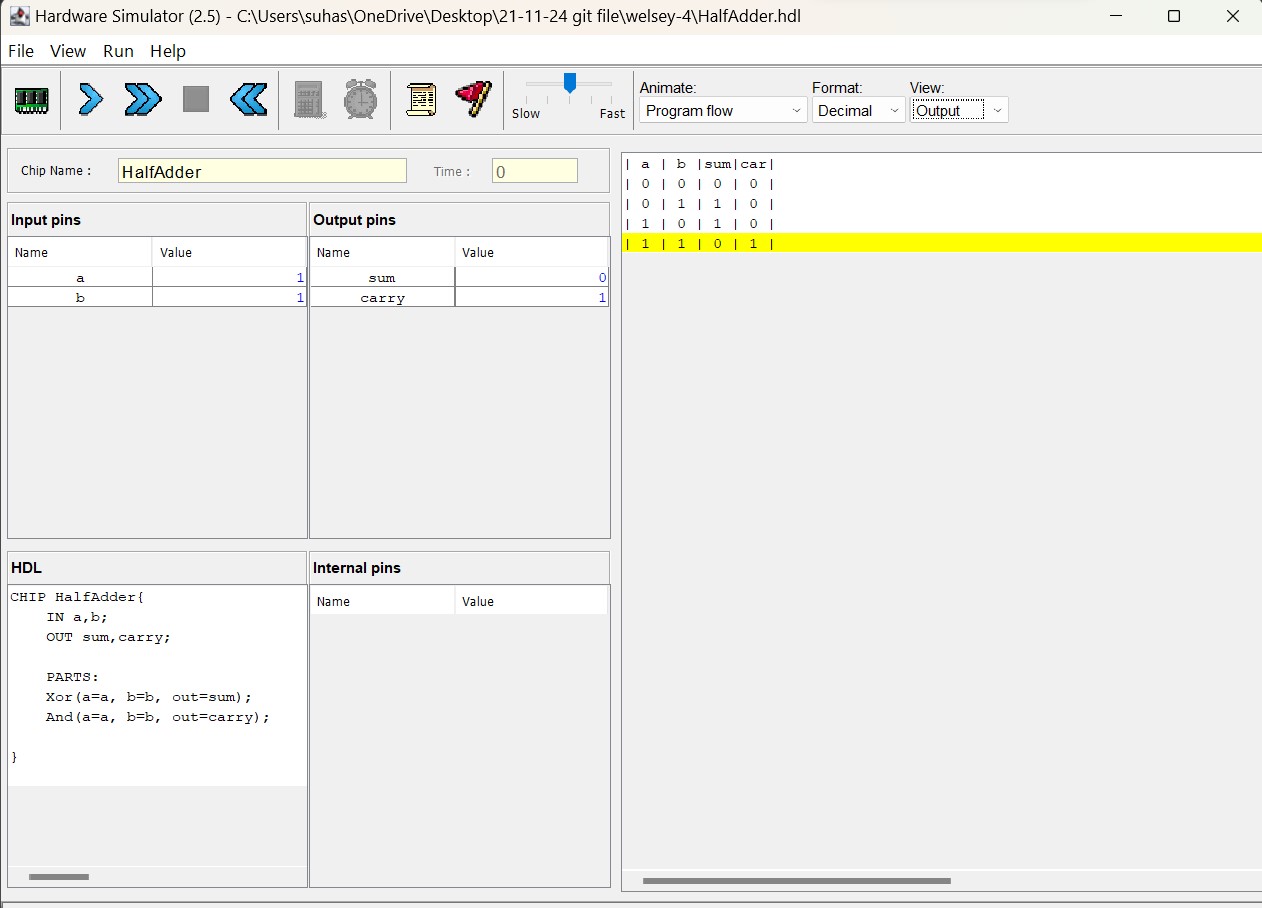 Hardware Simulator (2.5) - C:\Users\suhas\OneDrive\Desktop\21-11-24 git file\welsey-4\HalfAdder.hdl
File View Run Help
Slow Fast
Animate: Format: View:
Program flow Decimal Output
Chip Name : HalfAdder Time : 0
Input pins
Name Value
a 1
b 1
Output pins
Name Value
sum 0
carry 1
HDL
CHIP HalfAdder{
IN a,b;
OUT sum,carry;
PARTS:
Xor(a=a, b=b, out=sum);
And(a=a, b=b, out=carry);
}
Internal pins
Name Value
| a | b |sum|car|
| 0 | 0 | 0 | 0 |
| 0 | 1 | 1 | 0 |
| 1 | 0 | 1 | 0 |
| 1 | 1 | 0 | 1 |